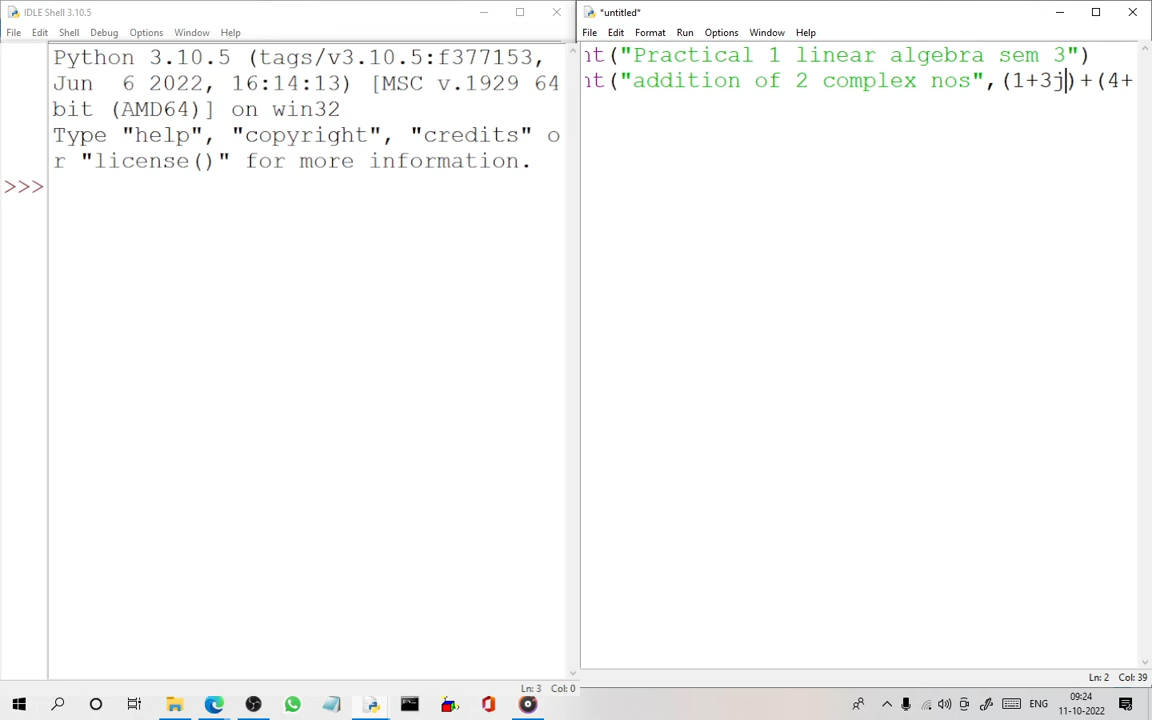 IDLE Shell 3.10.5
File Edit Shell Debug Options Window Help
Python 3.10.5 (tags/v3.10.5:f377153,
Jun 6 2022, 16:14:13) [MSC v.1929 64
bit (AMD64)] on win32
Type "help", "copyright", "credits" o
r "license()" for more information.
>>>
Ln: 3 Col: 0
*untitled*
File Edit Format Run Options Window Help
nt("Practical 1 linear algebra sem 3")
nt("addition of 2 complex nos",(1+3j)+(4+
Ln: 2 Col: 39
ENG
09:24
11-10-2022